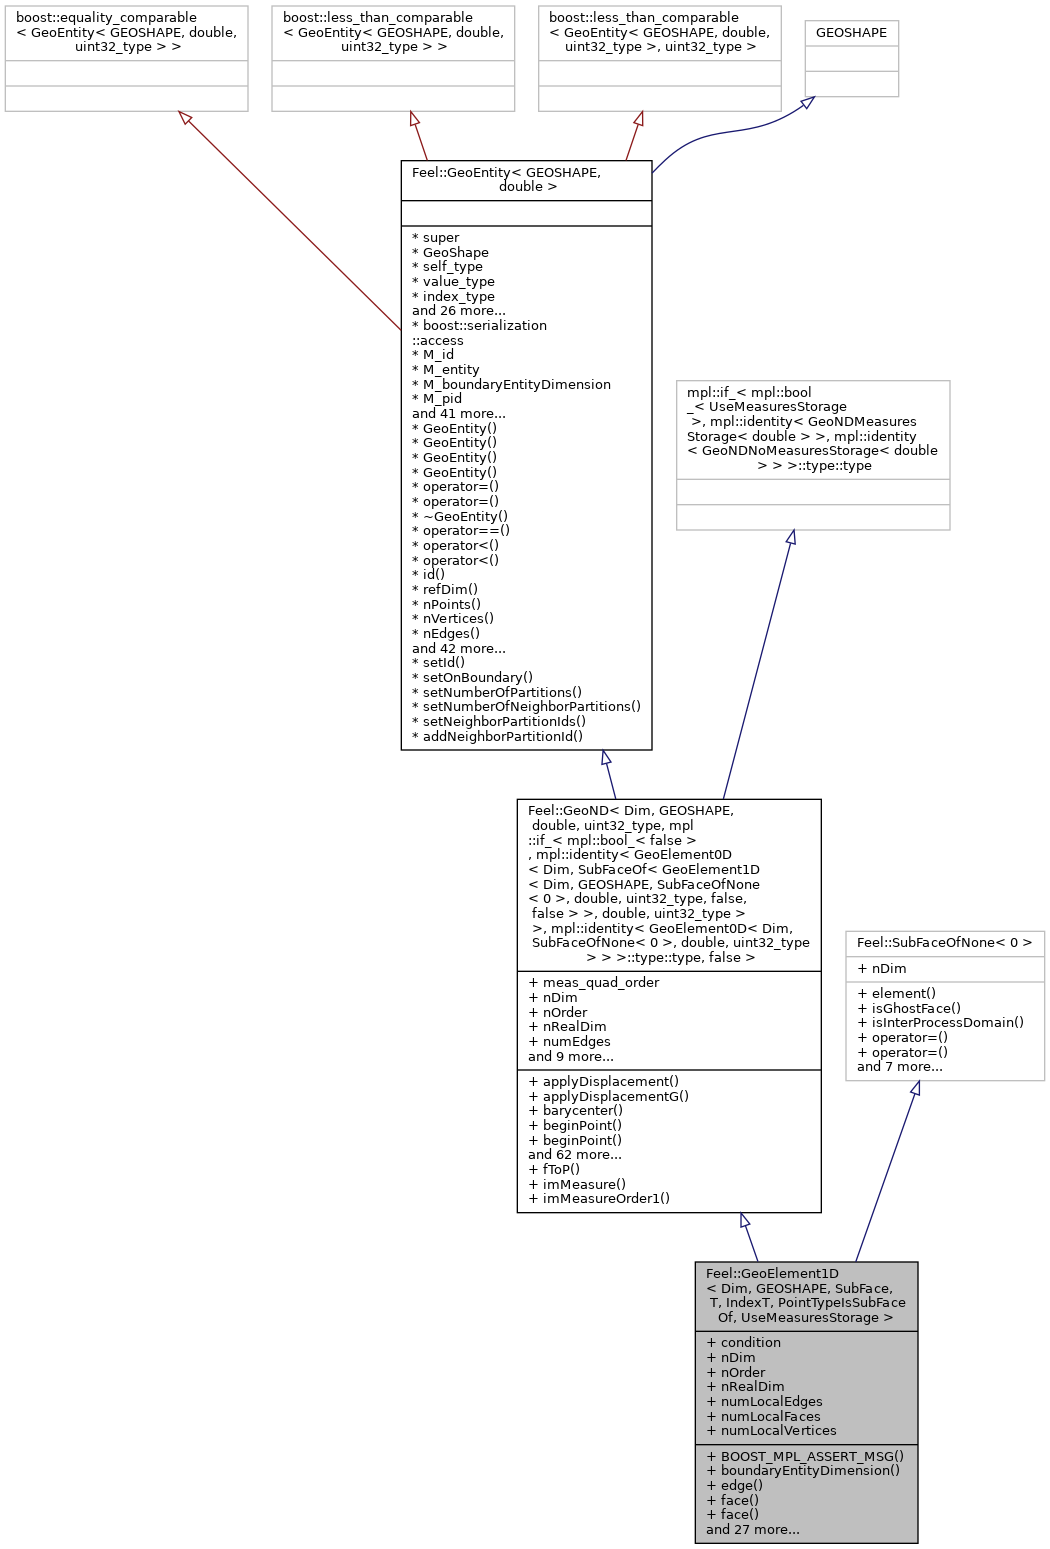 boost::equality_comparable
< GeoEntity< GEOSHAPE, double,
uint32_type > >
boost::less_than_comparable
< GeoEntity< GEOSHAPE, double,
uint32_type > >
boost::less_than_comparable
< GeoEntity< GEOSHAPE, double,
uint32_type >, uint32_type >
GEOSHAPE
Feel::GeoEntity< GEOSHAPE,
double >
* super
* GeoShape
* self_type
* value_type
* index_type
and 26 more...
* boost::serialization
::access
* M_id
* M_entity
* M_boundaryEntityDimension
* M_pid
and 41 more...
* GeoEntity()
* GeoEntity()
* GeoEntity()
* GeoEntity()
* operator=()
* operator=()
* ~GeoEntity()
* operator==()
* operator<()
* operator<()
* id()
* refDim()
* nPoints()
* nVertices()
* nEdges()
and 42 more...
* setId()
* setOnBoundary()
* setNumberOfPartitions()
* setNumberOfNeighborPartitions()
* setNeighborPartitionIds()
* addNeighborPartitionId()
mpl::if_< mpl::bool
_< UseMeasuresStorage
>, mpl::identity< GeoNDMeasures
Storage< double > >, mpl::identity
< GeoNDNoMeasuresStorage< double
> > >::type::type
Feel::GeoND< Dim, GEOSHAPE,
double, uint32_type, mpl
::if_< mpl::bool_< false >
, mpl::identity< GeoElement0D
< Dim, SubFaceOf< GeoElement1D
< Dim, GEOSHAPE, SubFaceOfNone
< 0 >, double, uint32_type, false,
false > >, double, uint32_type >
>, mpl::identity< GeoElement0D< Dim,
SubFaceOfNone< 0 >, double, uint32_type
> > >::type::type, false >
+ meas_quad_order
+ nDim
+ nOrder
+ nRealDim
+ numEdges
and 9 more...
+ applyDisplacement()
+ applyDisplacementG()
+ barycenter()
+ beginPoint()
+ beginPoint()
and 62 more...
+ fToP()
+ imMeasure()
+ imMeasureOrder1()
Feel::SubFaceOfNone< 0 >
+ nDim
+ element()
+ isGhostFace()
+ isInterProcessDomain()
+ operator=()
+ operator=()
and 7 more...
Feel::GeoElement1D
< Dim, GEOSHAPE, SubFace,
T, IndexT, PointTypeIsSubFace
Of, UseMeasuresStorage >
+ condition
+ nDim
+ nOrder
+ nRealDim
+ numLocalEdges
+ numLocalFaces
+ numLocalVertices
+ BOOST_MPL_ASSERT_MSG()
+ boundaryEntityDimension()
+ edge()
+ face()
+ face()
and 27 more...